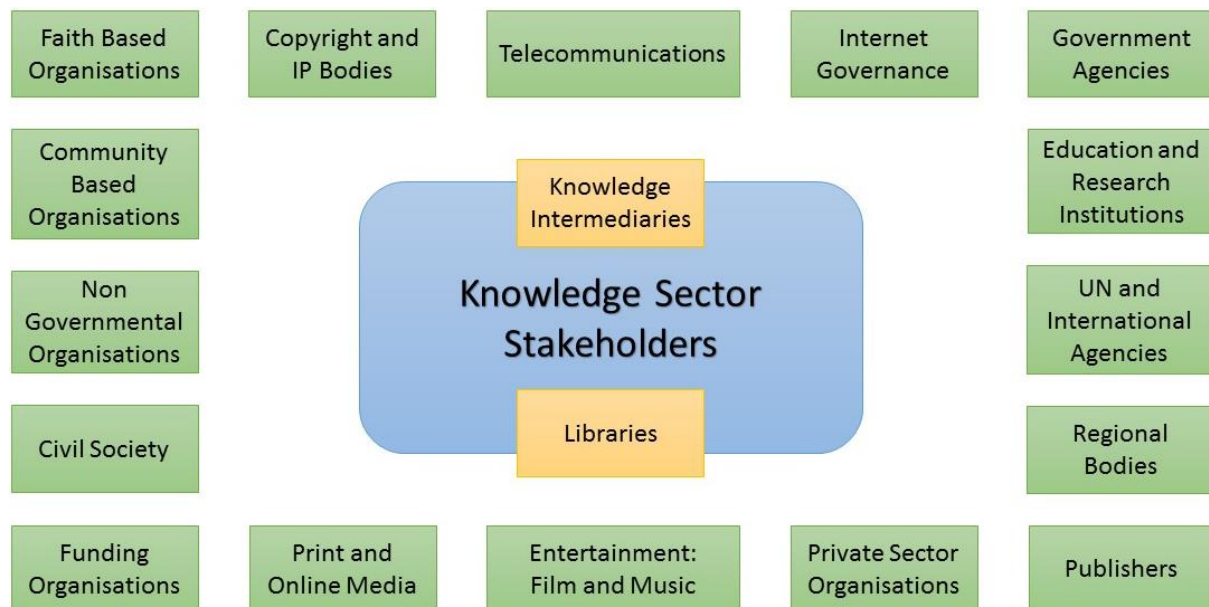 Faith Based
Organisations
Copyright and
IP Bodies
Telecommunications
Internet
Governance
Government
Agencies
Community
Based
Organisations
Knowledge
Intermediaries
Education and
Research
Institutions
Non
Governmental
Organisations
Knowledge Sector
Stakeholders
UN and
International
Agencies
Civil Society
Libraries
Regional
Bodies
Funding
Organisations
Print and
Online Media
Entertainment:
Film and Music
Private Sector
Organisations
Publishers